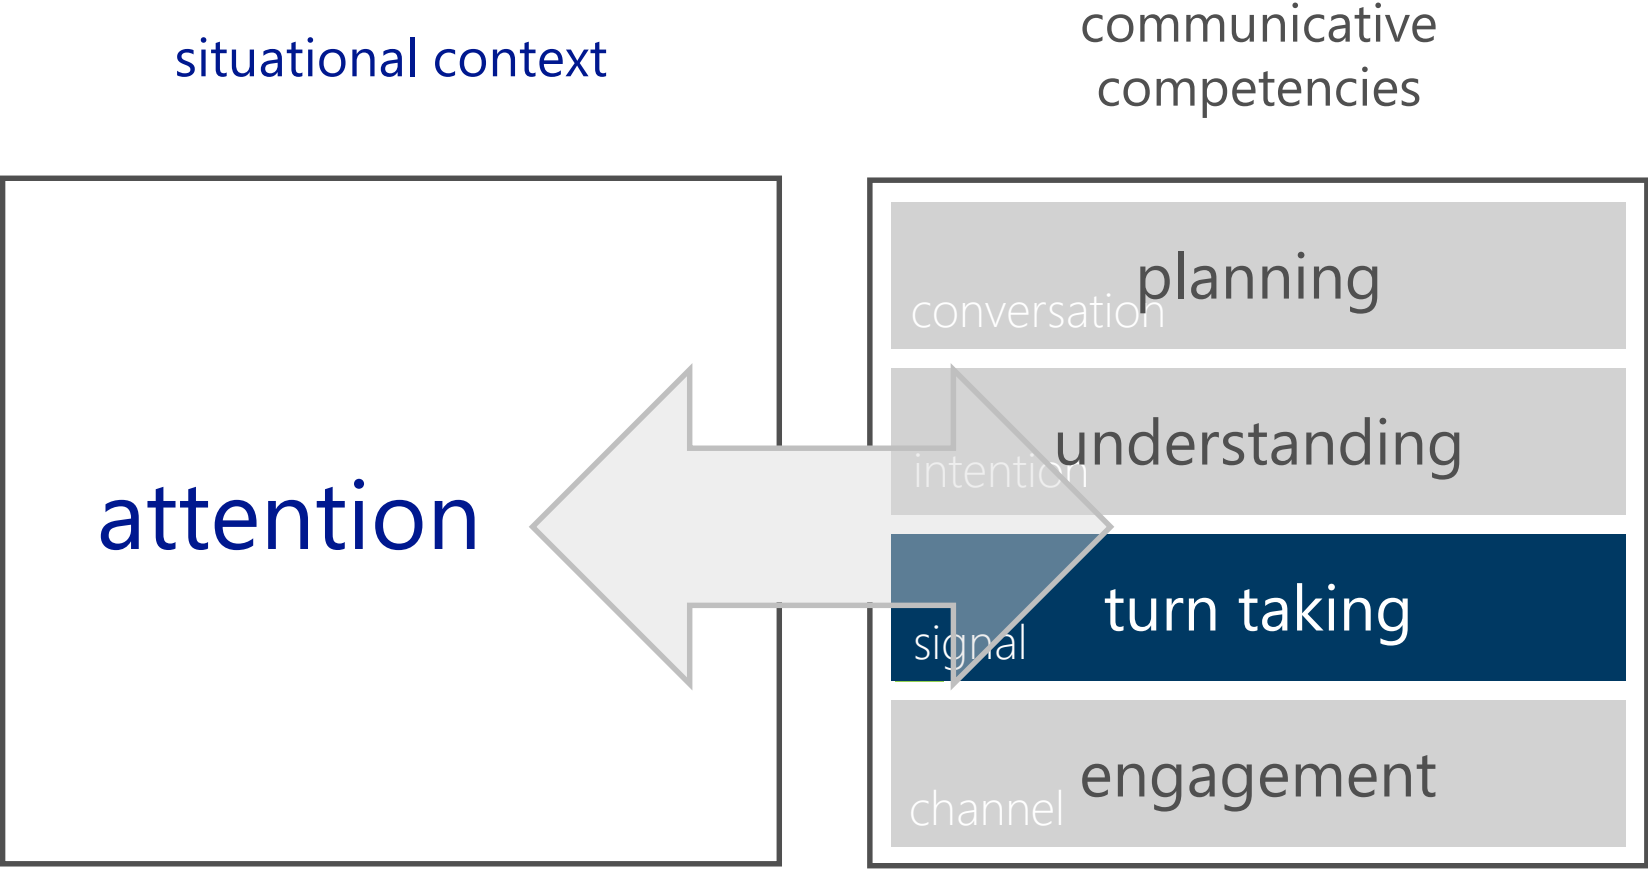 situational context
communicative
competencies
attention
planning
conversation
understanding
intention
turn taking
signal
engagement
channel